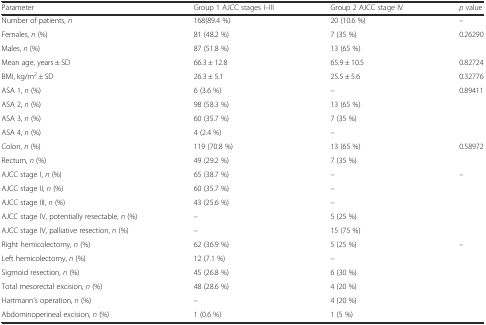 Parameter Group 1 AJCC stages I–III Group 2 AJCC stage IV p value
Number of patients, n 168(89.4 %) 20 (10.6 %) –
Females, n (%) 81 (48.2 %) 7 (35 %) 0.26290
Males, n (%) 87 (51.8 %) 13 (65 %)
Mean age, years ± SD 66.3 ± 12.8 65.9 ± 10.5 0.82724
BMI, kg/m² ± SD 26.3 ± 5.1 25.5 ± 5.6 0.32776
ASA 1, n (%) 6 (3.6 %) – 0.89411
ASA 2, n (%) 98 (58.3 %) 13 (65 %)
ASA 3, n (%) 60 (35.7 %) 7 (35 %)
ASA 4, n (%) 4 (2.4 %) –
Colon, n (%) 119 (70.8 %) 13 (65 %) 0.58972
Rectum, n (%) 49 (29.2 %) 7 (35 %)
AJCC stage I, n (%) 65 (38.7 %) – –
AJCC stage II, n (%) 60 (35.7 %) –
AJCC stage III, n (%) 43 (25.6 %) –
AJCC stage IV, potentially resectable, n (%) – 5 (25 %)
AJCC stage IV, palliative resection, n (%) – 15 (75 %)
Right hemicolectomy, n (%) 62 (36.9 %) 5 (25 %) –
Left hemicolectomy, n (%) 12 (7.1 %) –
Sigmoid resection, n (%) 45 (26.8 %) 6 (30 %)
Total mesorectal excision, n (%) 48 (28.6 %) 4 (20 %)
Hartmann's operation, n (%) – 4 (20 %)
Abdominoperineal excision, n (%) 1 (0.6 %) 1 (5 %)